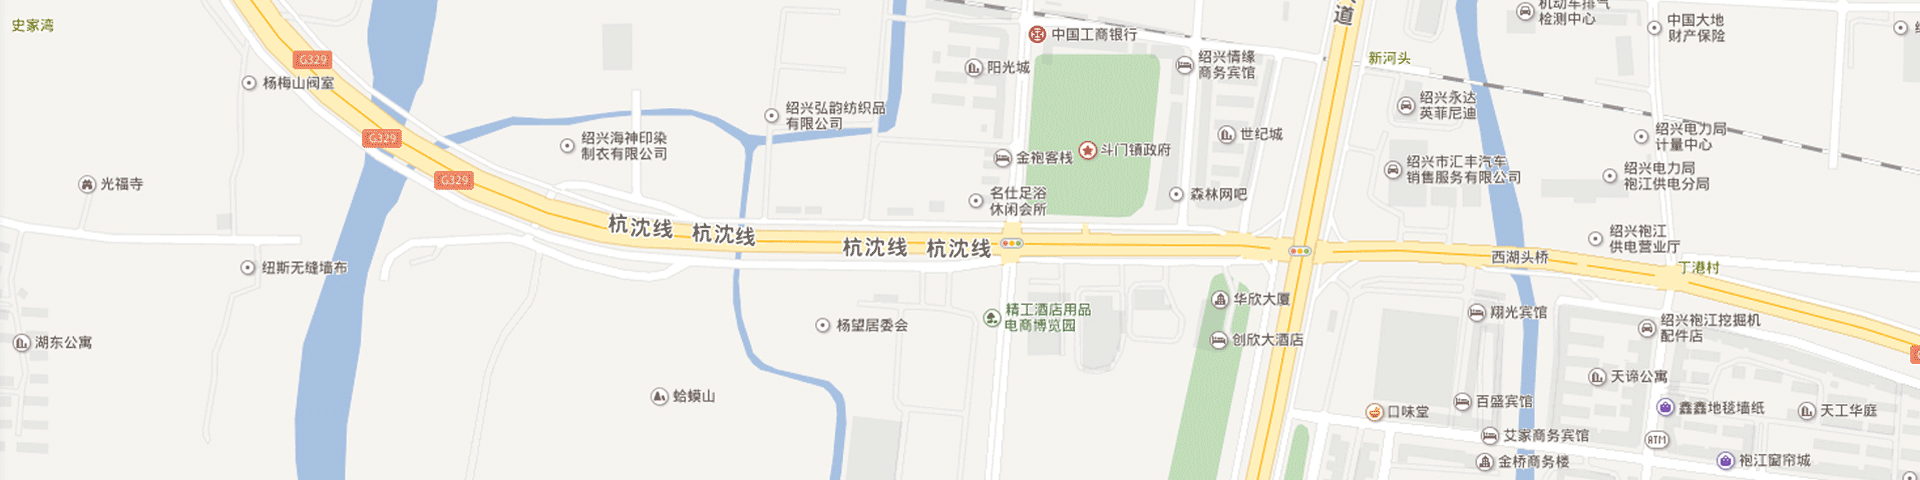 史家湾
G329
杨梅山阀室
G329
G329
光福寺
纽斯无缝墙布
湖东公寓
绍兴海神印染
制衣有限公司
绍兴弘韵纺织品
有限公司
杭沈线
杭沈线
杭沈线
杭沈线
杨望居委会
蛤蟆山
中国工商银行
阳光城
金袍客栈
斗门镇政府
名仕足浴
休闲会所
绍兴情缘
商务宾馆
世纪城
森林网吧
精工酒店用品
电商博览园
华欣大厦
创欣大酒店
道
新河头
绍兴永达
英菲尼迪
绍兴市汇丰汽车
销售服务有限公司
机动车排气
检测中心
中国大地
财产保险
绍兴电力局
计量中心
绍兴电力局
袍江供电分局
绍兴袍江
供电营业厅
西湖头桥
丁港村
翔光宾馆
绍兴袍江挖掘机
配件店
天谛公寓
口味堂
百盛宾馆
鑫鑫地毯墙纸
天工华庭
艾家商务宾馆
ATM
金桥商务楼
袍江窗帘城